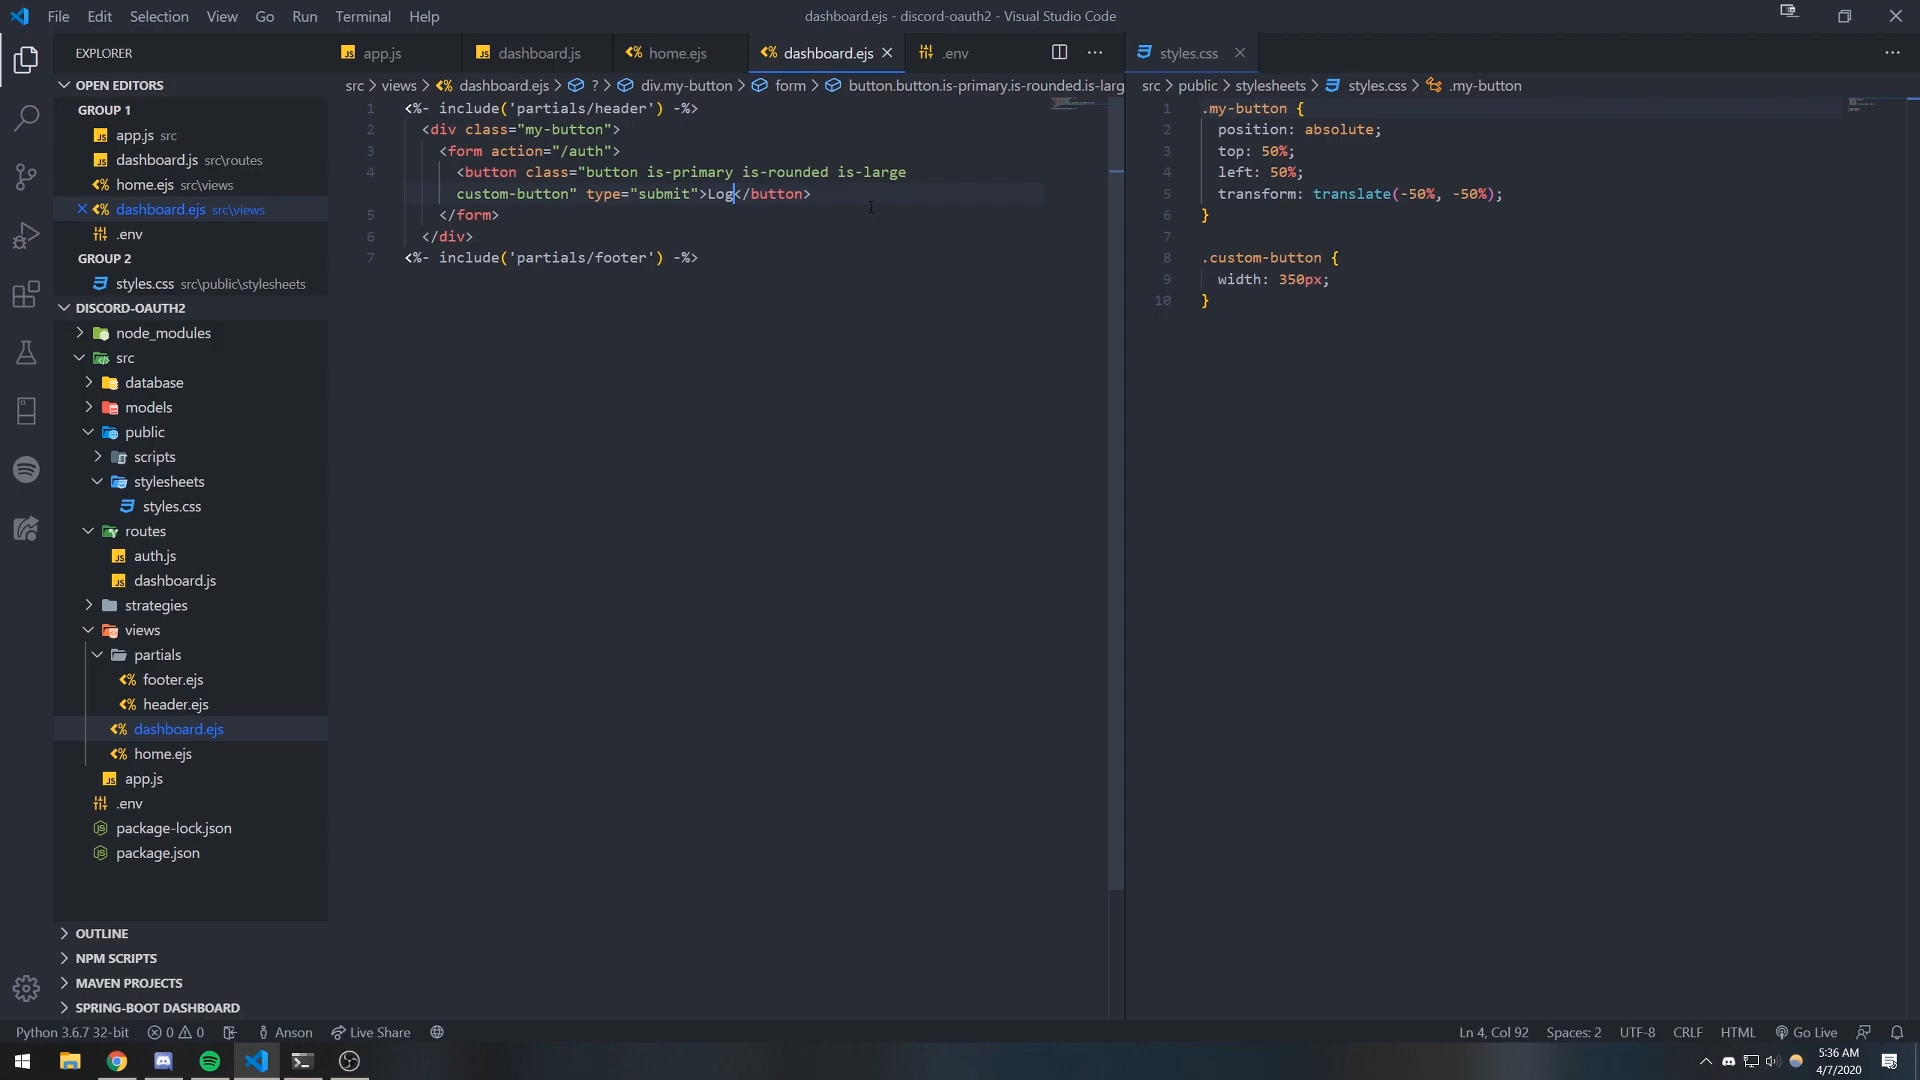 File Edit Selection View Go Run Terminal Help
dashboard.ejs - discord-oauth2 - Visual Studio Code
EXPLORER
app.js
dashboard.js
home.ejs
dashboard.ejs
.env
styles.css
OPEN EDITORS
GROUP 1
app.js src
dashboard.js src\routes
home.ejs src\views
dashboard.ejs src\views
.env
GROUP 2
styles.css src\public\stylesheets
DISCORD-OAUTH2
node_modules
src
database
models
public
scripts
stylesheets
styles.css
routes
auth.js
dashboard.js
strategies
views
partials
footer.ejs
header.ejs
dashboard.ejs
home.ejs
app.js
.env
package-lock.json
package.json
OUTLINE
NPM SCRIPTS
MAVEN PROJECTS
SPRING-BOOT DASHBOARD
src > views > dashboard.ejs > ? > div.my-button > form > button.button.is-primary.is-rounded.is-larg
1 <%- include('partials/header') -%>
2 <div class="my-button">
3 <form action="/auth">
4 <button class="button is-primary is-rounded is-large
custom-button" type="submit">Log</button>
5 </form>
6 </div>
7 <%- include('partials/footer') -%>
src > public > stylesheets > styles.css > .my-button
1 .my-button {
2 position: absolute;
3 top: 50%;
4 left: 50%;
5 transform: translate(-50%, -50%);
6 }
7
8 .custom-button {
9 width: 350px;
10 }
Python 3.6.7 32-bit 0 0 Anson Live Share
Ln 4, Col 92 Spaces: 2 UTF-8 CRLF HTML Go Live
5:36 AM
4/7/2020